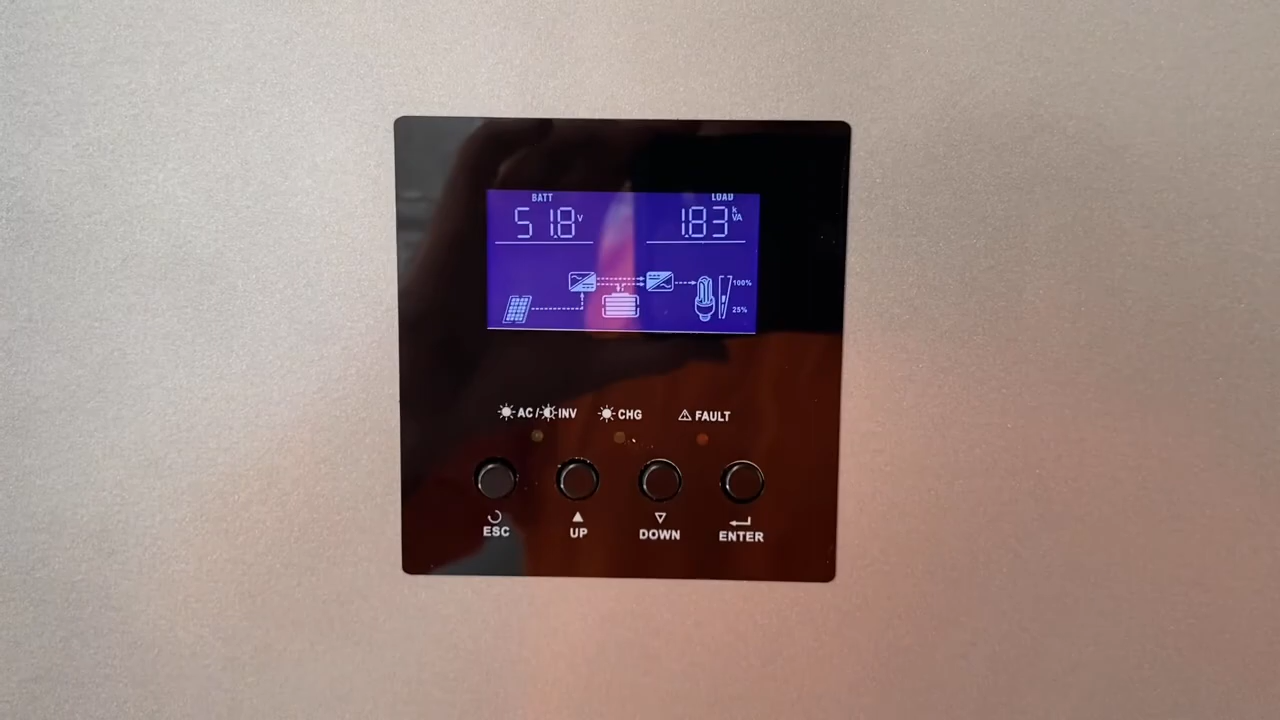 BATT LOAD
51.8 V 1.83 kVA
100%
25%
AC / INV CHG FAULT
ESC UP DOWN ENTER